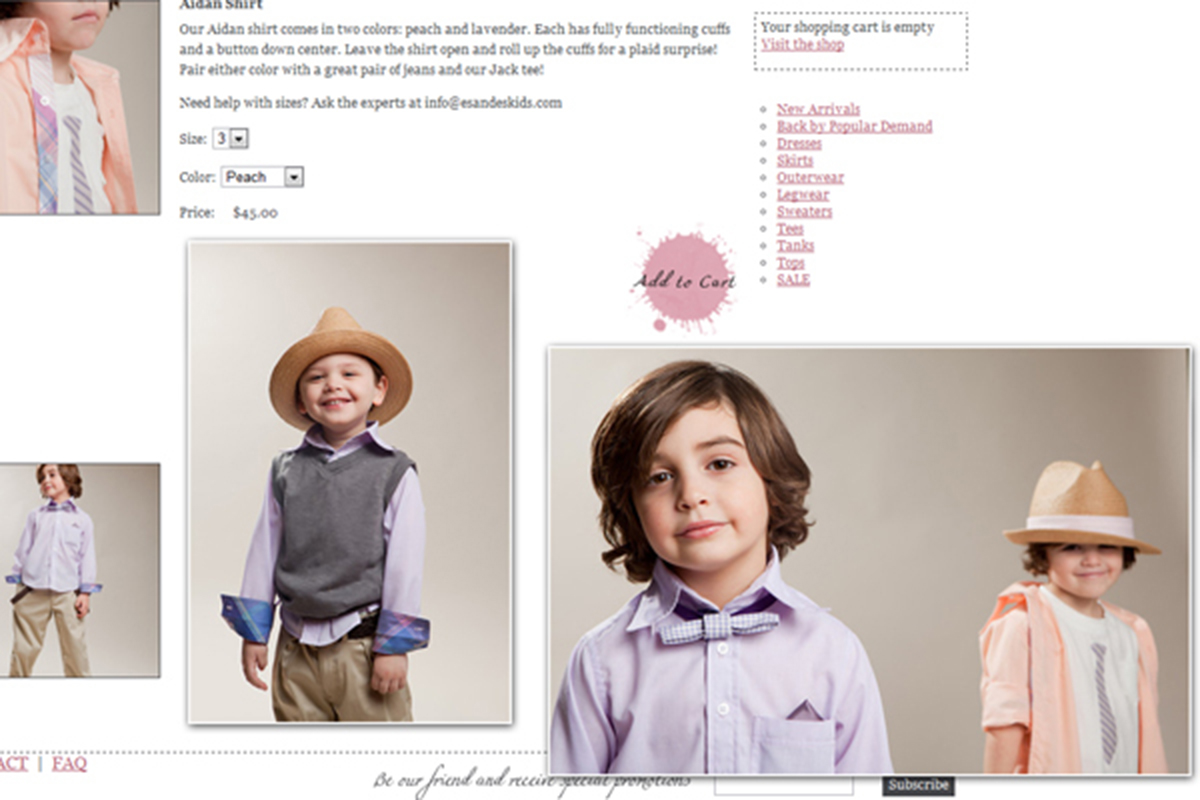 Aidan Shirt
Our Aidan shirt comes in two colors: peach and lavender. Each has fully functioning cuffs
and a button down center. Leave the shirt open and roll up the cuffs for a plaid surprise!
Pair either color with a great pair of jeans and our Jack tee!
Need help with sizes? Ask the experts at info@esandeskids.com
Size: 3
Color: Peach
Price: $45.00
Add to Cart
Your shopping cart is empty
Visit the shop
New Arrivals
Back by Popular Demand
Dresses
Skirts
Outerwear
Legwear
Sweaters
Tees
Tanks
Tops
SALE
ACT | FAQ
Be our friend and receive special promotions
Subscribe